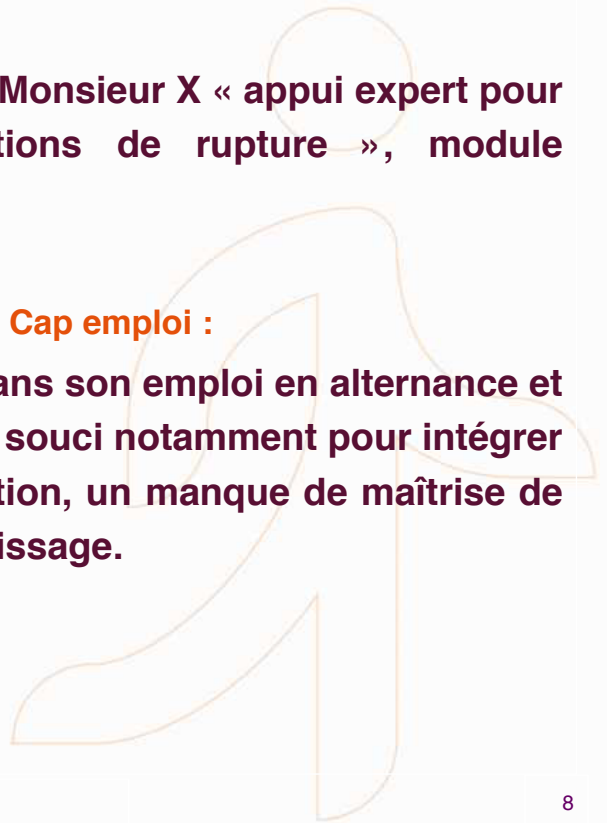 Monsieur X « appui expert pour
tions de rupture », module
Cap emploi :
ans son emploi en alternance et
souci notamment pour intégrer
tion, un manque de maîtrise de
issage.
8